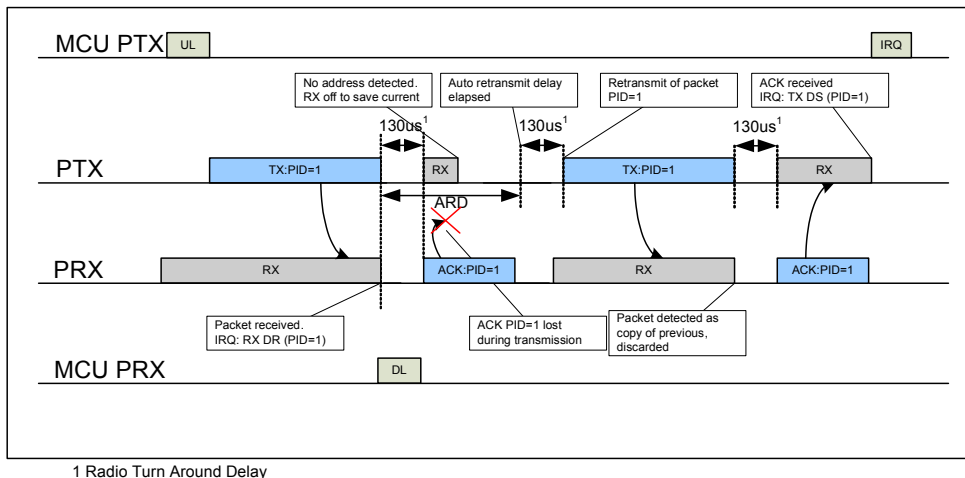 MCU PTX
UL
IRQ
No address detected.
RX off to save current
Auto retransmit delay
elapsed
Retransmit of packet
PID=1
ACK received
IRQ: TX DS (PID=1)
130us1
130us1
130us1
PTX
TX:PID=1
RX
TX:PID=1
RX
ARD
PRX
RX
ACK:PID=1
RX
ACK:PID=1
Packet received.
IRQ: RX DR (PID=1)
ACK PID=1 lost
during transmission
Packet detected as
copy of previous,
discarded
MCU PRX
DL
1 Radio Turn Around Delay